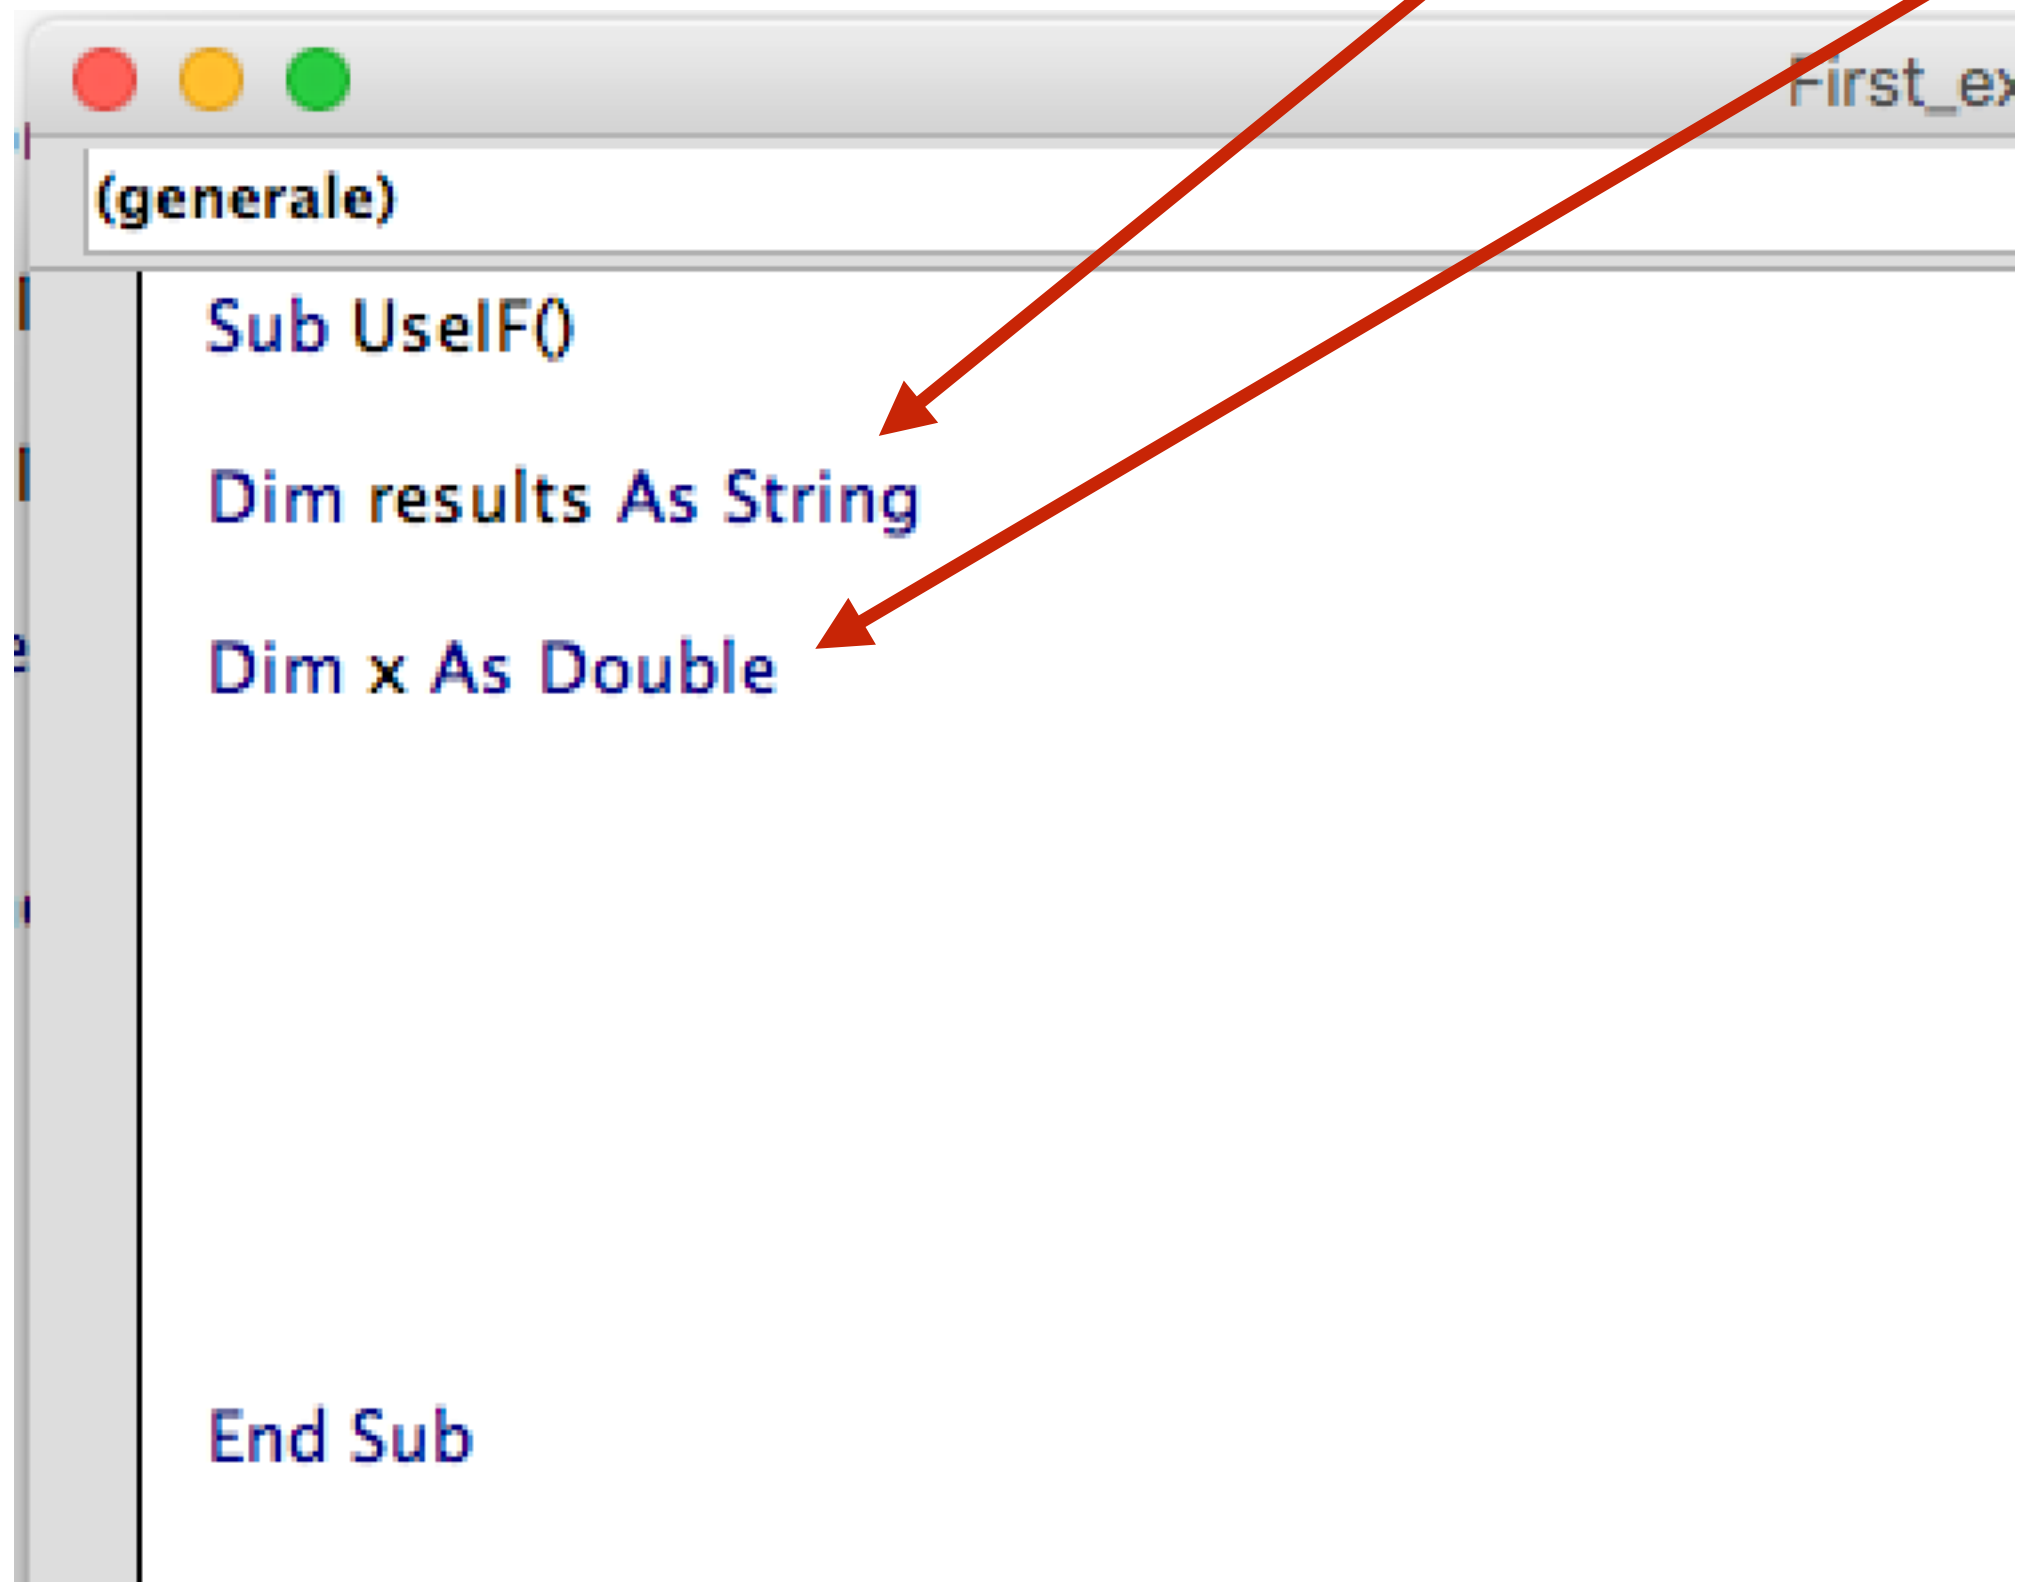 First_ex
(generale)
Sub UseIF()
Dim results As String
Dim x As Double
End Sub